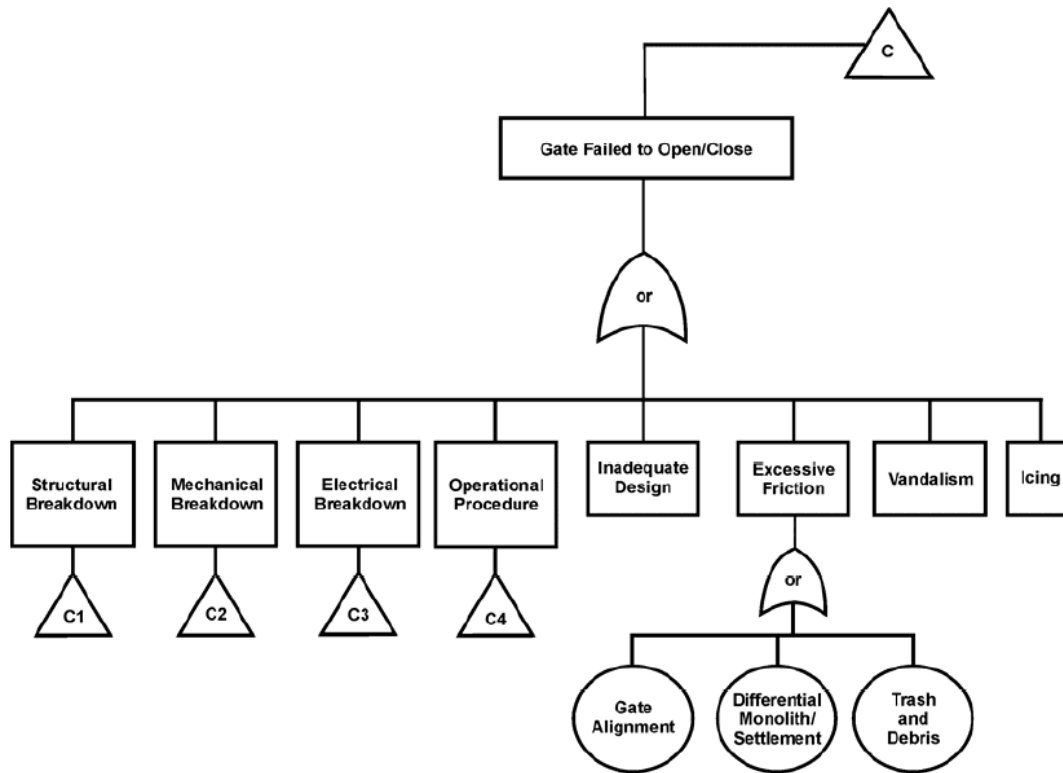 C
Gate Failed to Open/Close
or
Structural
Breakdown
Mechanical
Breakdown
Electrical
Breakdown
Operational
Procedure
Inadequate
Design
Excessive
Friction
Vandalism
Icing
C1
C2
C3
C4
or
Gate
Alignment
Differential
Monolith/
Settlement
Trash
and
Debris